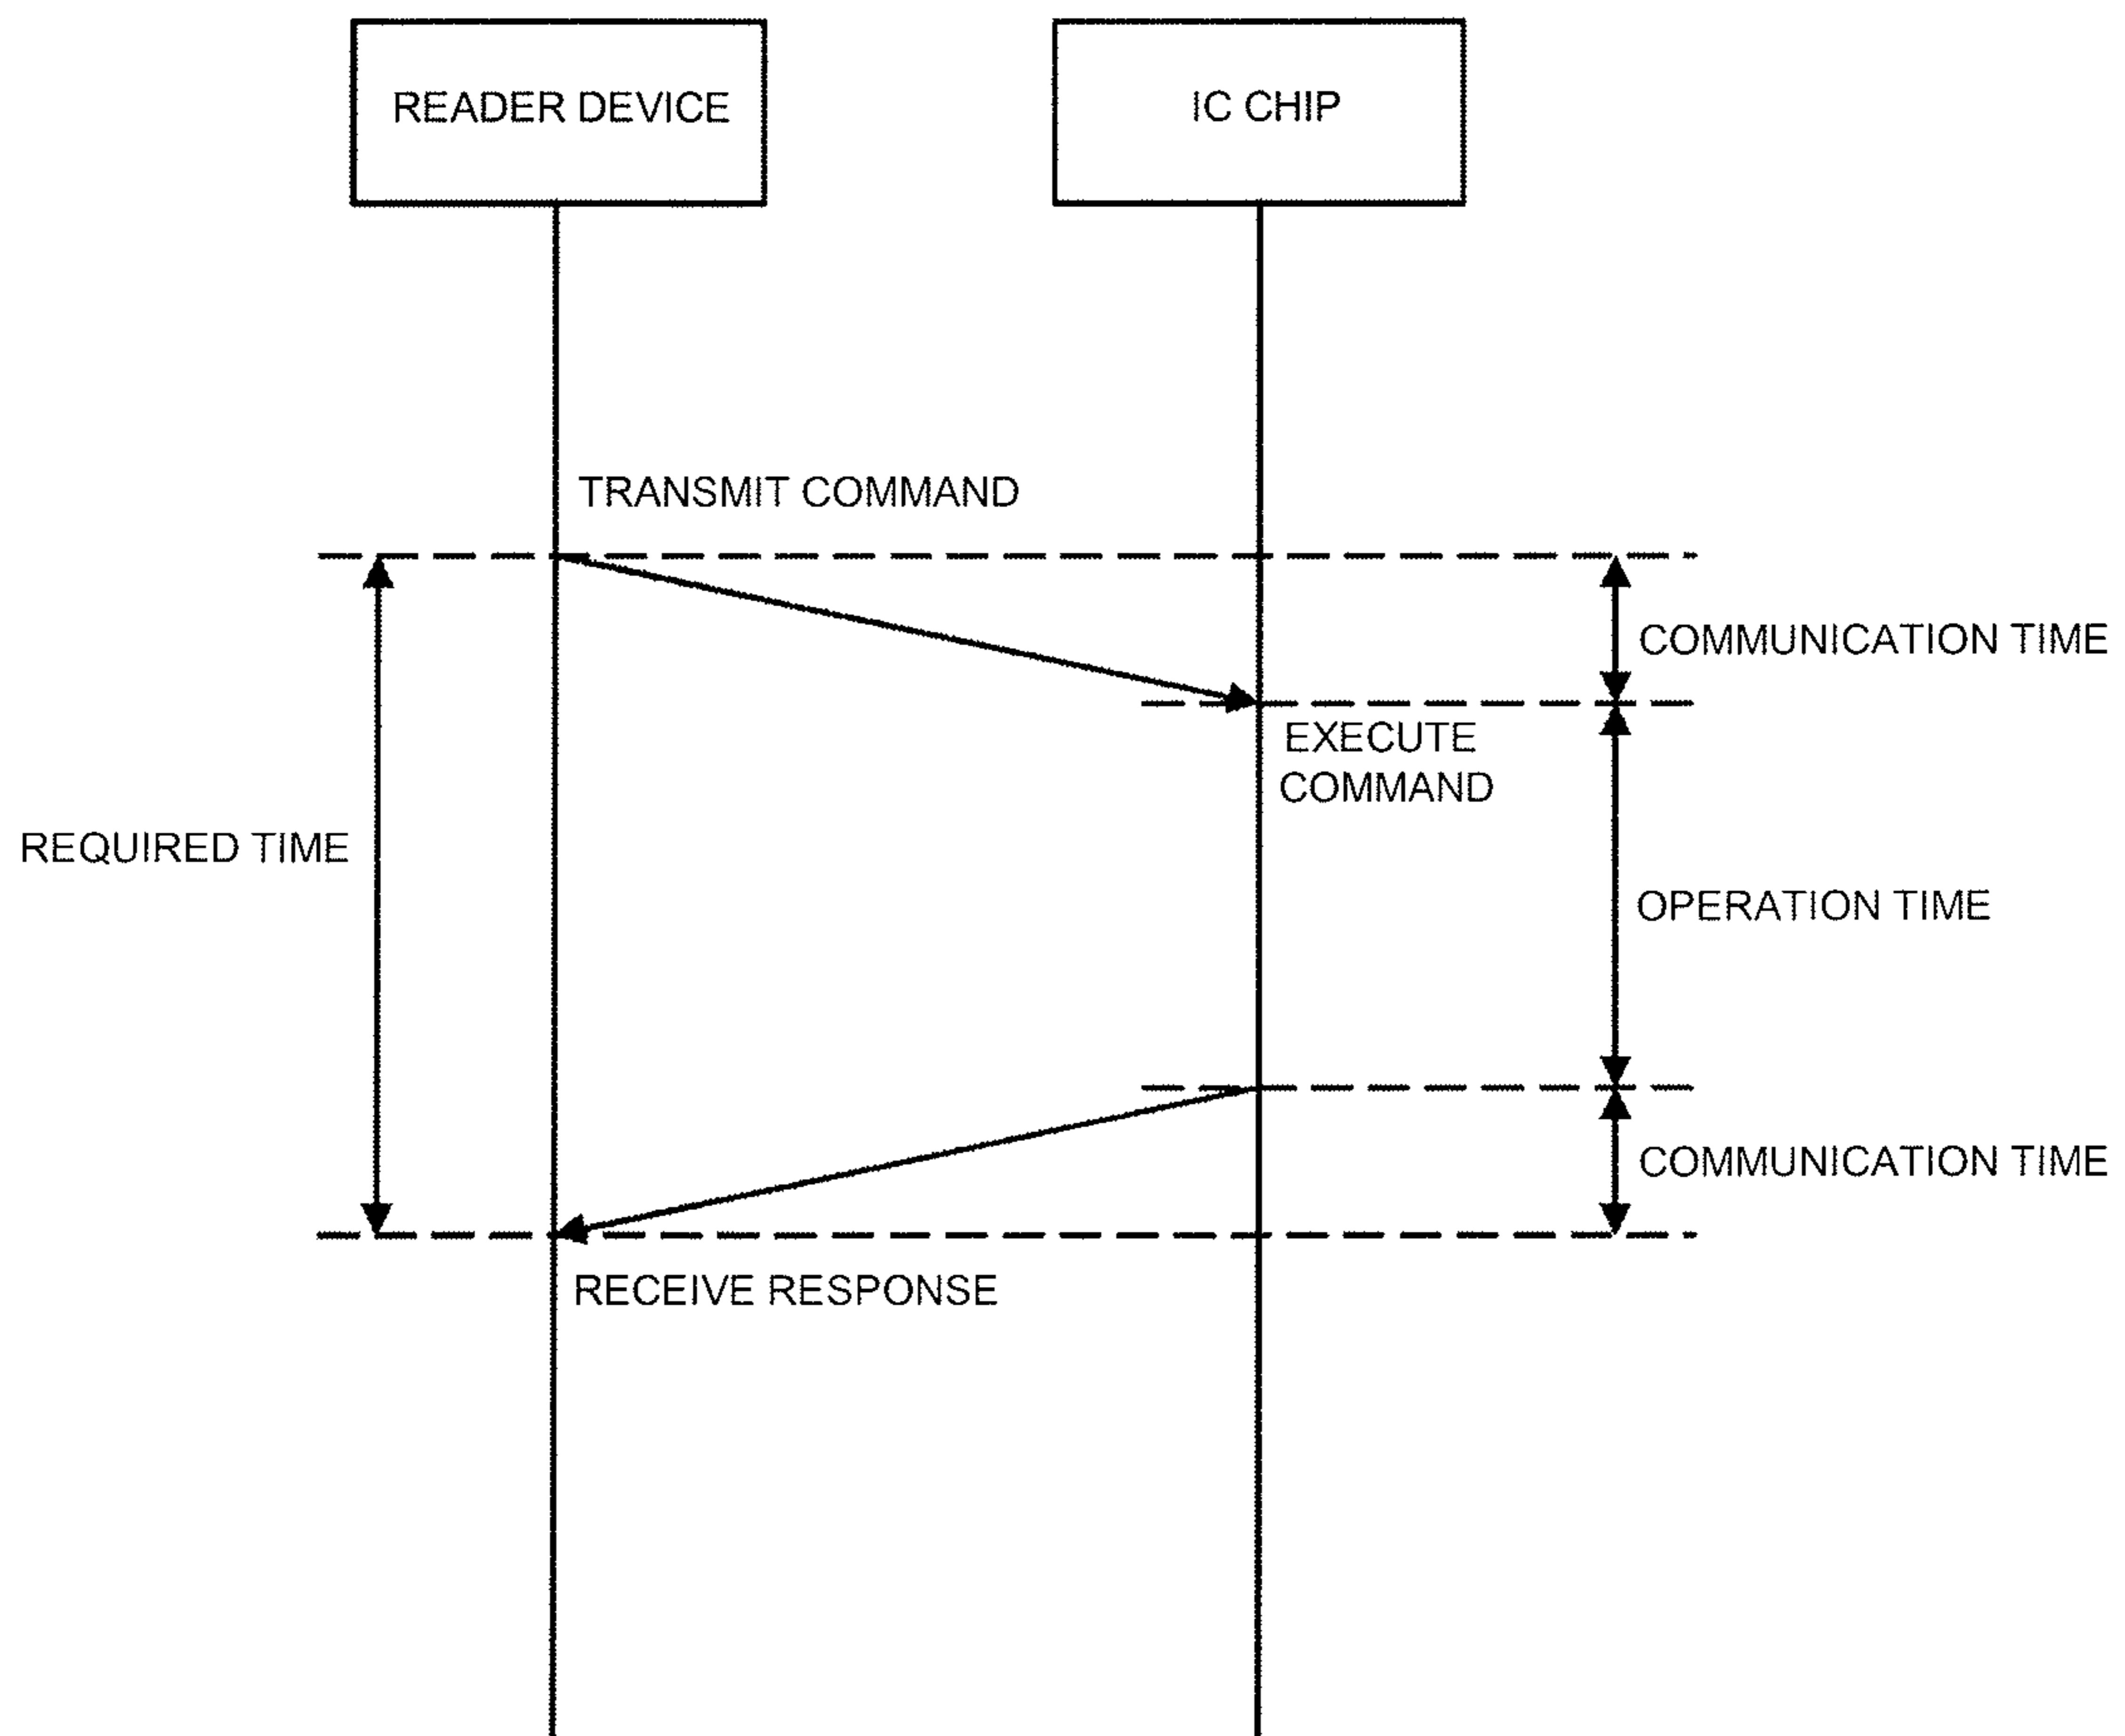 READER DEVICE
IC CHIP
TRANSMIT COMMAND
COMMUNICATION TIME
EXECUTE
COMMAND
REQUIRED TIME
OPERATION TIME
COMMUNICATION TIME
RECEIVE RESPONSE